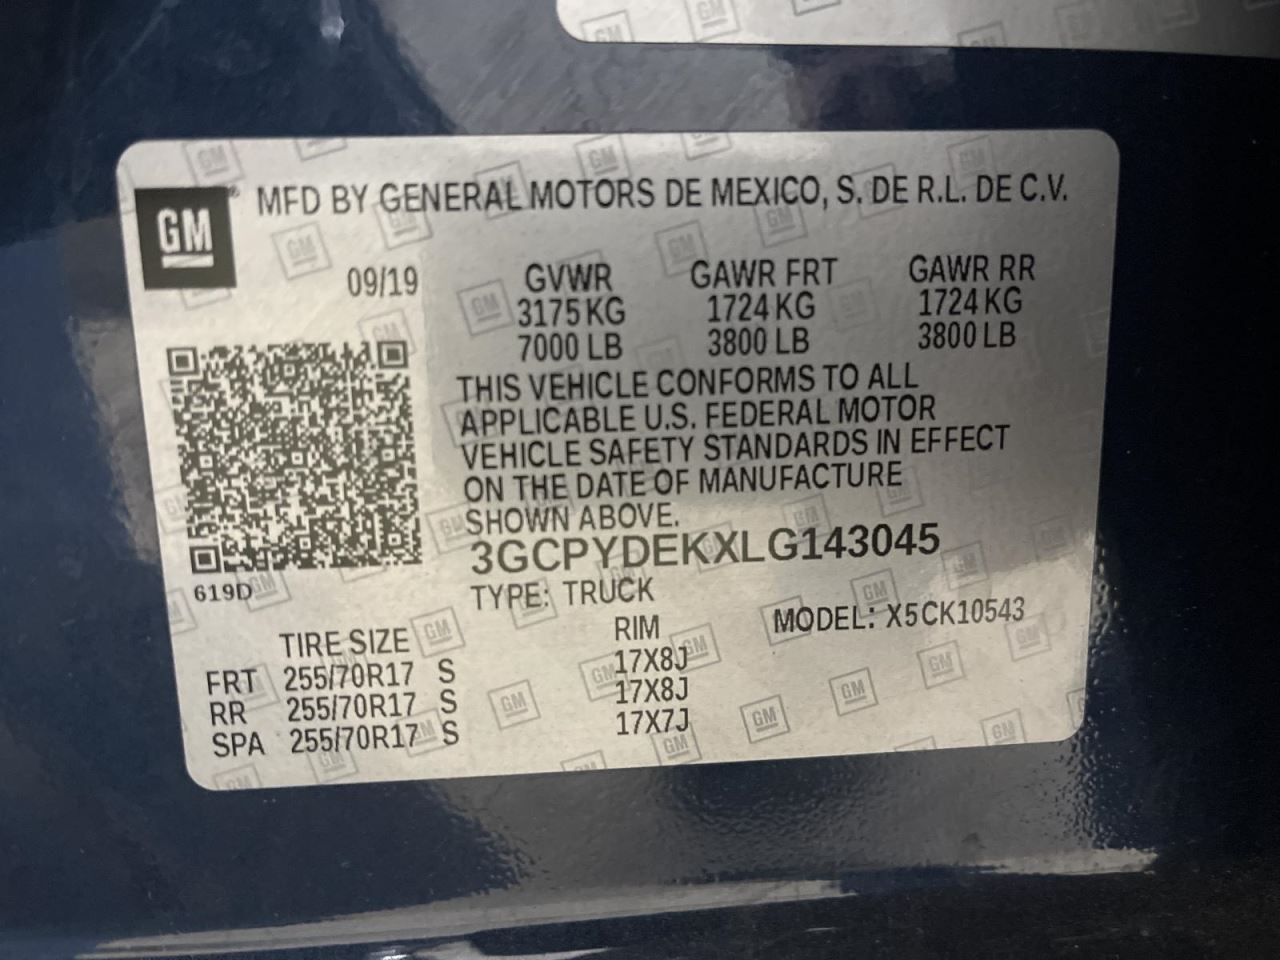 GM ® MFD BY GENERAL MOTORS DE MEXICO, S. DE R.L. DE C.V.
09/19
GVWR GAWR FRT GAWR RR
3175 KG 1724 KG 1724 KG
7000 LB 3800 LB 3800 LB
THIS VEHICLE CONFORMS TO ALL
APPLICABLE U.S. FEDERAL MOTOR
VEHICLE SAFETY STANDARDS IN EFFECT
ON THE DATE OF MANUFACTURE
SHOWN ABOVE.
3GCPYDEKXLG143045
619D
TYPE: TRUCK
MODEL: X5CK10543
TIRE SIZE RIM
FRT 255/70R17 S 17X8J
RR 255/70R17 S 17X8J
SPA 255/70R17 S 17X7J